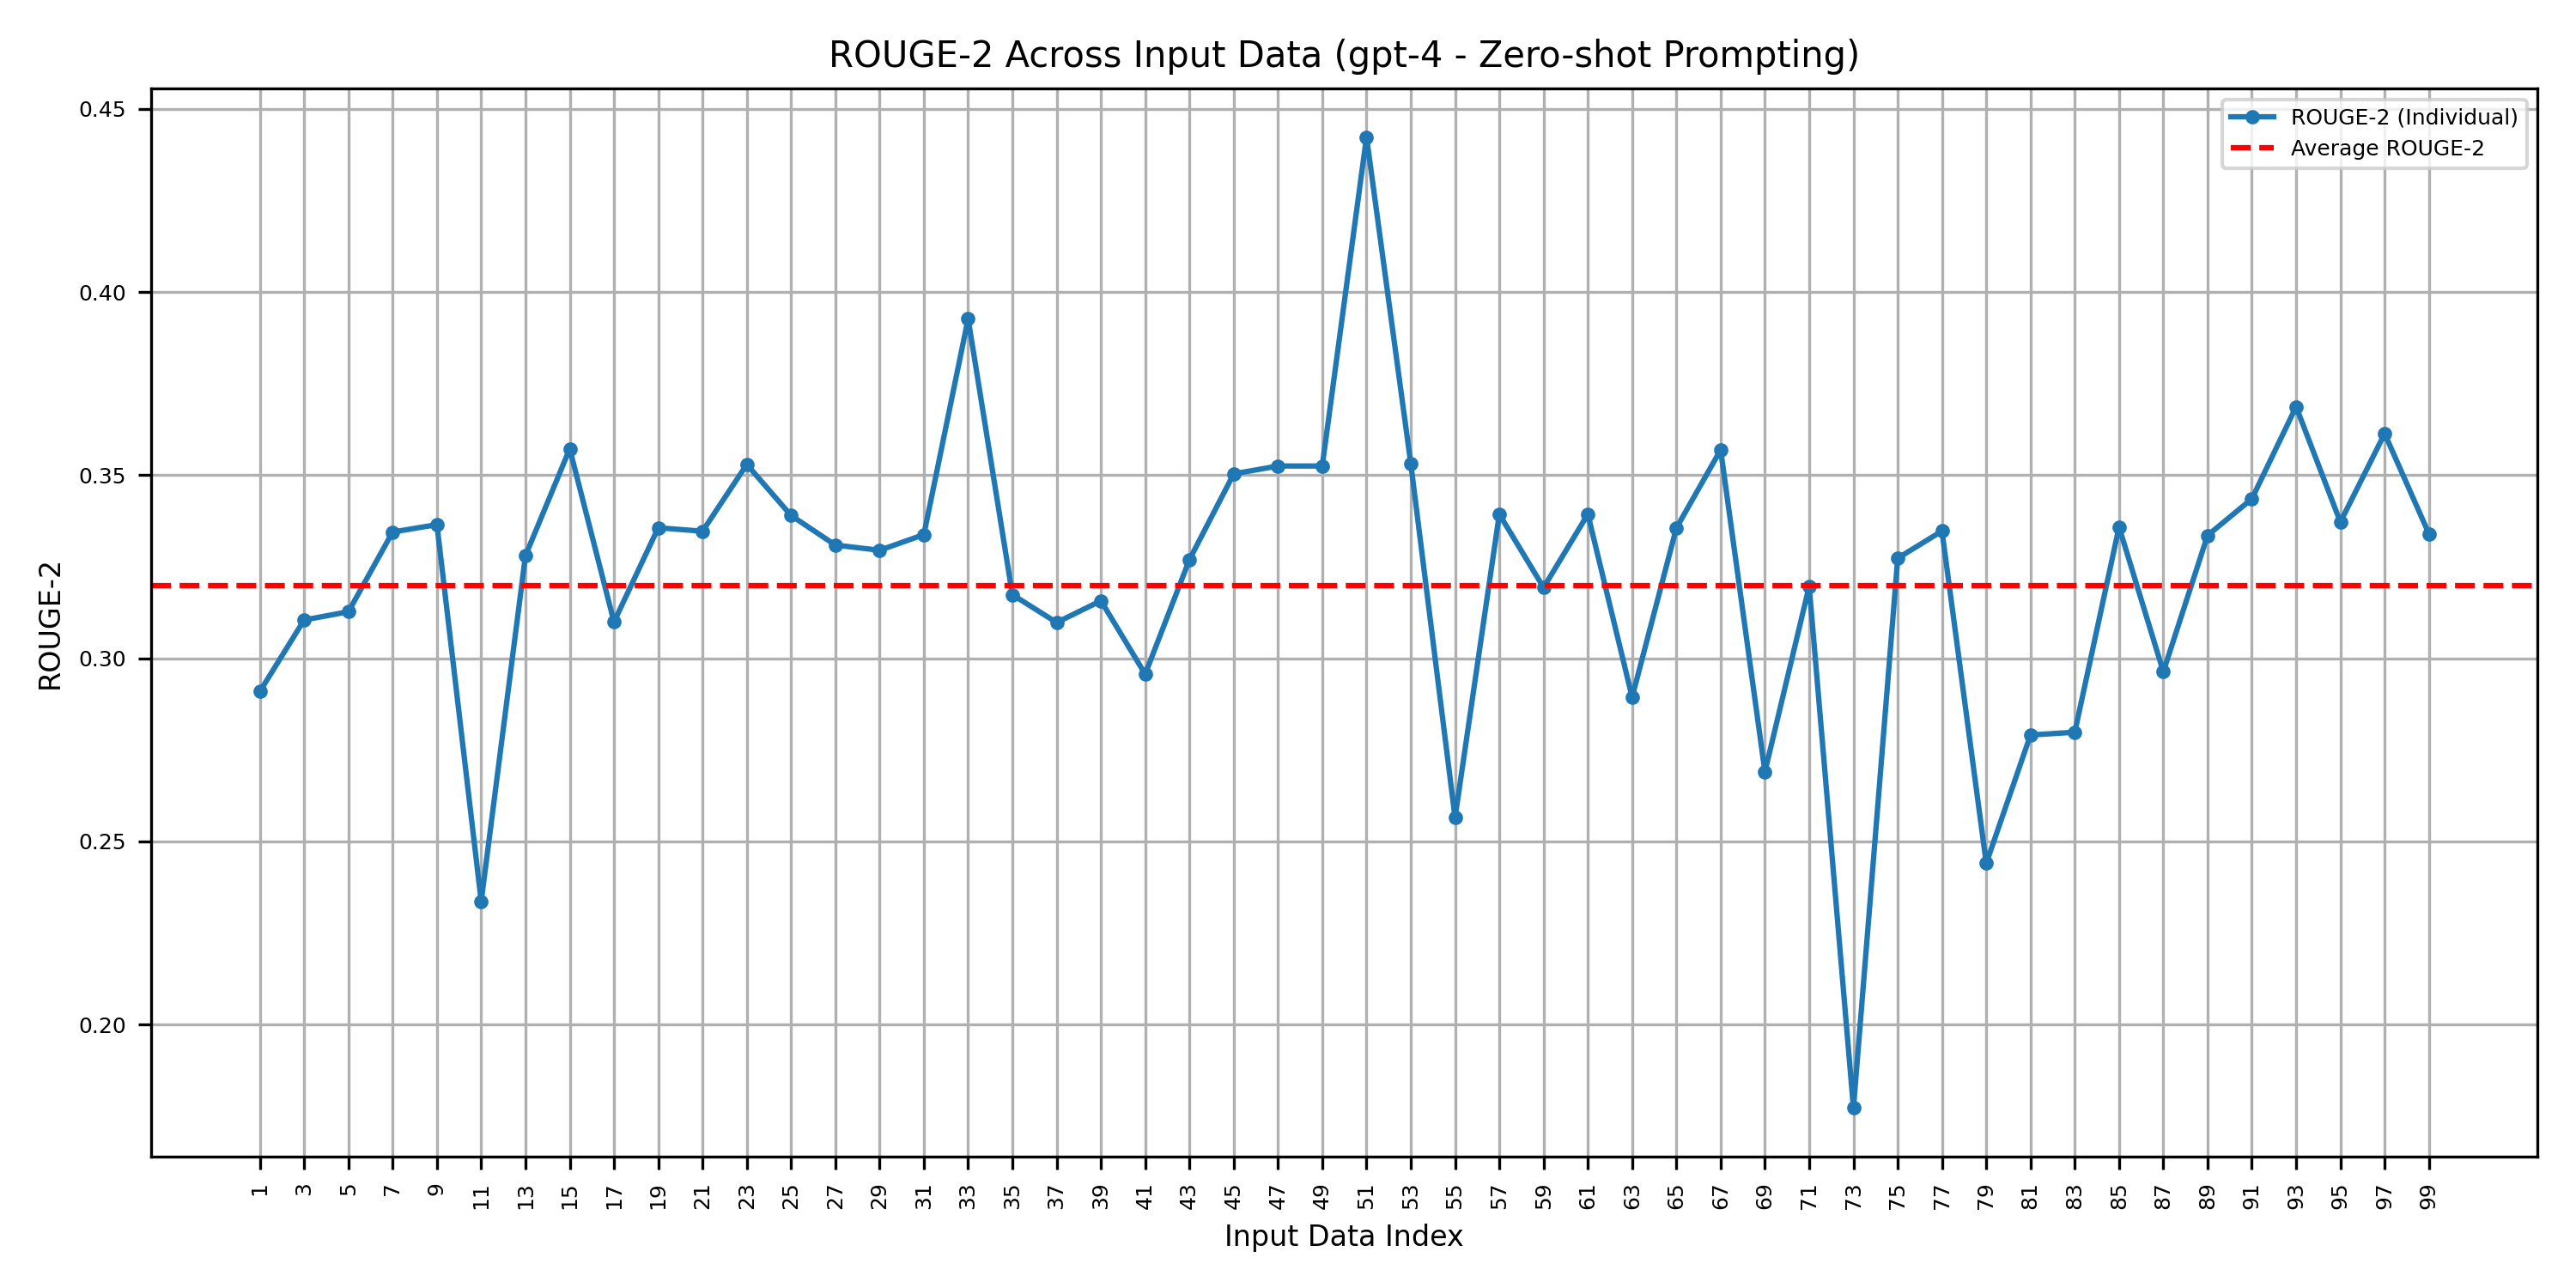 ROUGE-2 Across Input Data (gpt-4 - Zero-shot Prompting)
ROUGE-2 (Individual)
Average ROUGE-2
ROUGE-2
0.45
0.40
0.35
0.30
0.25
0.20
1 3 5 7 9 11 13 15 17 19 21 23 25 27 29 31 33 35 37 39 41 43 45 47 49 51 53 55 57 59 61 63 65 67 69 71 73 75 77 79 81 83 85 87 89 91 93 95 97 99
Input Data Index